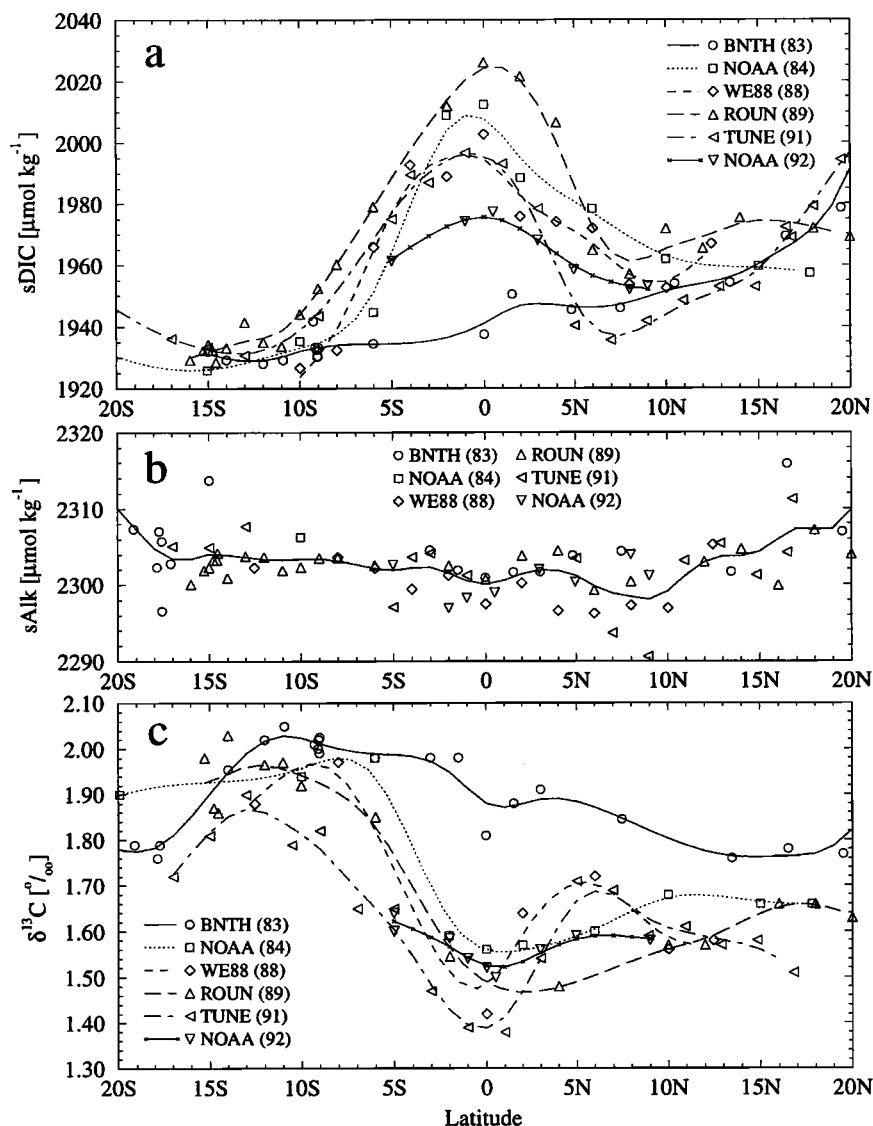 2040
a
BNTH (83)
NOAA (84)
2020
WE88 (88)
ROUN (89)
TUNE (91)
2000
NOAA (92)
sDIC [µmol kg⁻¹]
1980
1960
1940
1920
20S 15S 10S 5S 0 5N 10N 15N 20N
2320
b
BNTH (83) ROUN (89)
NOAA (84) TUNE (91)
WE88 (88) NOAA (92)
sAlk [µmol kg⁻¹]
2310
2300
2290
20S 15S 10S 5S 0 5N 10N 15N 20N
2.10
c
2.00
1.90
1.80
δ¹³C [°/₀₀]
1.70
1.60
1.50
1.40
1.30
BNTH (83)
NOAA (84)
WE88 (88)
ROUN (89)
TUNE (91)
NOAA (92)
20S 15S 10S 5S 0 5N 10N 15N 20N
Latitude